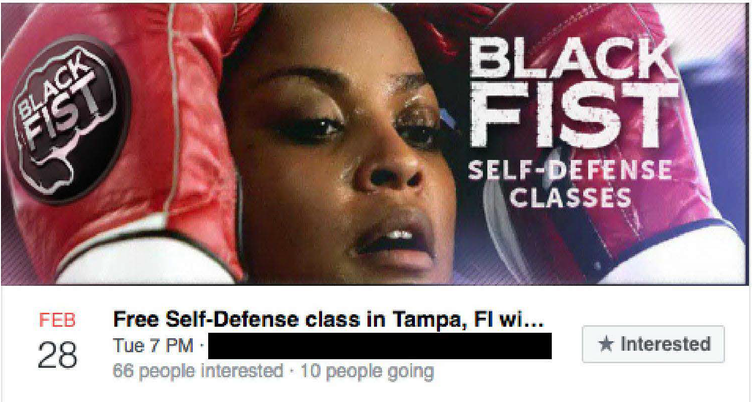 BLACK
FIST
BLACK
FIST
SELF-DEFENSE
CLASSES
FEB
28
Free Self-Defense class in Tampa, Fl wi...
Tue 7 PM ·
66 people interested · 10 people going
★ Interested